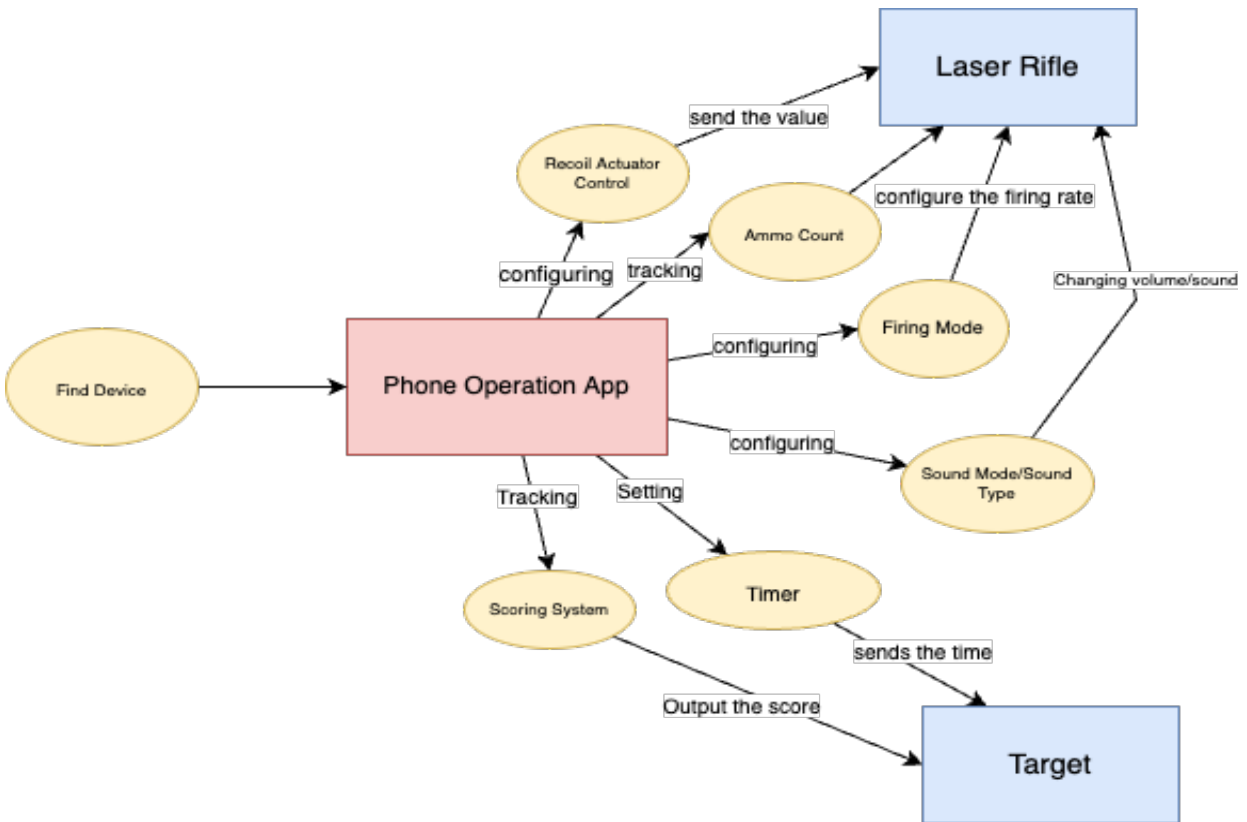 Laser Rifle
send the value
Recoil Actuator
Control
configure the firing rate
Ammo Count
configuring
tracking
Changing volume/sound
Firing Mode
configuring
Find Device
Phone Operation App
configuring
Sound Mode/Sound
Type
Tracking
Setting
Scoring System
Timer
sends the time
Output the score
Target